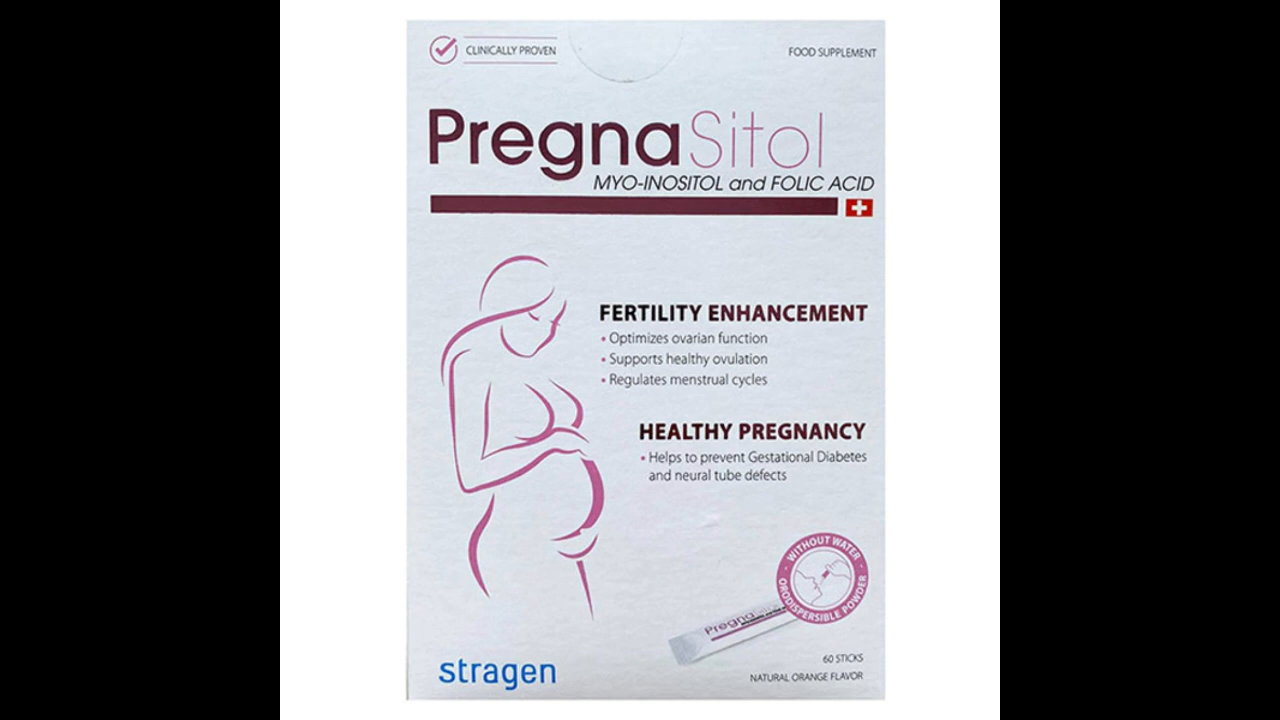 CLINICALLY PROVEN
FOOD SUPPLEMENT
PregnaSitol
MYO-INOSITOL and FOLIC ACID
FERTILITY ENHANCEMENT
• Optimizes ovarian function
• Supports healthy ovulation
• Regulates menstrual cycles
HEALTHY PREGNANCY
• Helps to prevent Gestational Diabetes
and neural tube defects
WITHOUT WATER
ORODISPERSIBLE POWDER
PregnaSitol
60 STICKS
NATURAL ORANGE FLAVOR
stragen